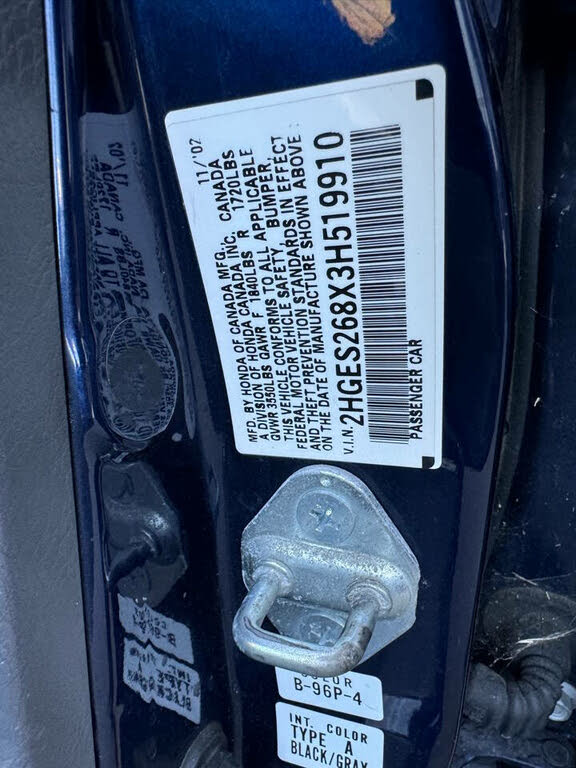 MFD. BY HONDA OF CANADA MFG., 11/'02
A DIVISION OF HONDA CANADA INC., CANADA
GVWR 3550LBS GAWR F 1840LBS R 1720LBS
THIS VEHICLE CONFORMS TO ALL APPLICABLE
FEDERAL MOTOR VEHICLE SAFETY, BUMPER,
AND THEFT PREVENTION STANDARDS IN EFFECT
ON THE DATE OF MANUFACTURE SHOWN ABOVE.
V.I.N. 2HGES268X3H519910
PASSENGER CAR
COLOR
B-96P-4
INT. COLOR
TYPE A
BLACK/GRAY